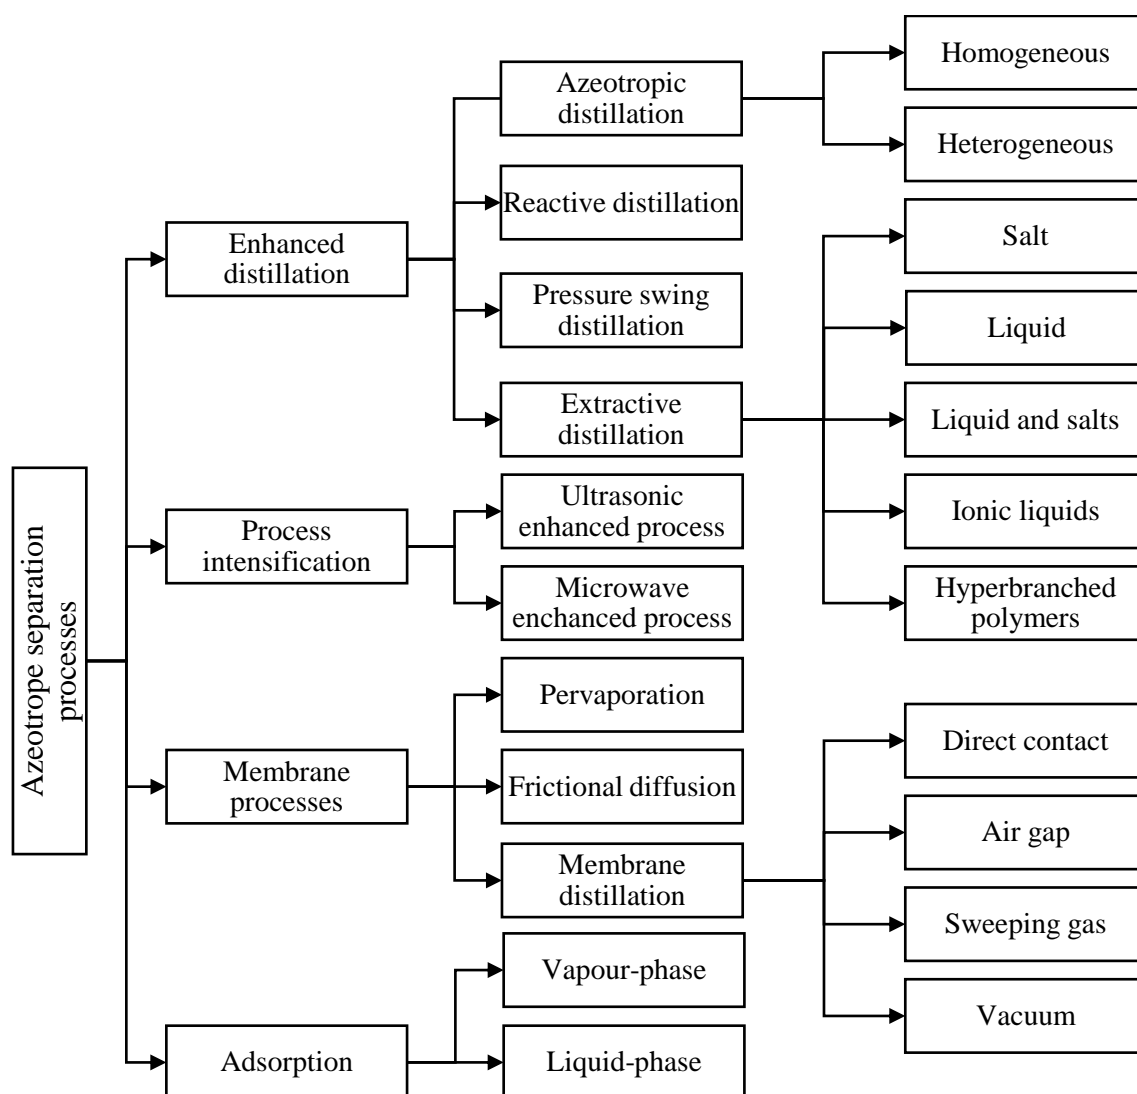 Azeotrope separation
processes
Enhanced
distillation
Process
intensification
Membrane
processes
Adsorption
Azeotropic
distillation
Reactive distillation
Pressure swing
distillation
Extractive
distillation
Ultrasonic
enhanced process
Microwave
enchanced process
Pervaporation
Frictional diffusion
Membrane
distillation
Vapour-phase
Liquid-phase
Homogeneous
Heterogeneous
Salt
Liquid
Liquid and salts
Ionic liquids
Hyperbranched
polymers
Direct contact
Air gap
Sweeping gas
Vacuum